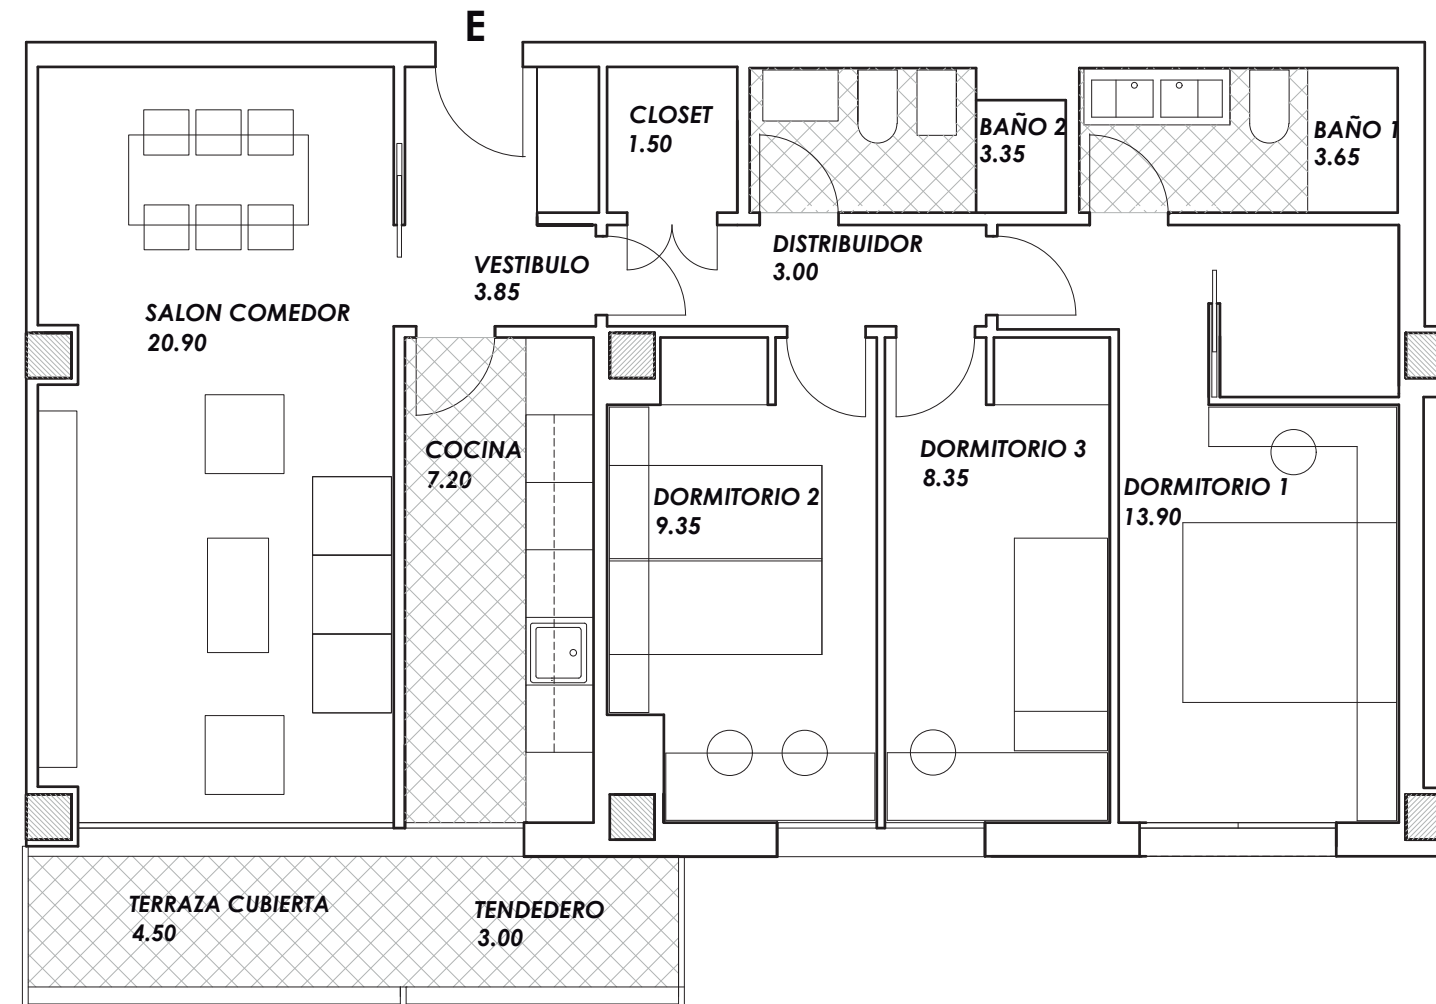 E
CLOSET
1.50
BAÑO 2
3.35
BAÑO 1
3.65
DISTRIBUIDOR
3.00
VESTIBULO
3.85
SALON COMEDOR
20.90
COCINA
7.20
DORMITORIO 2
9.35
DORMITORIO 3
8.35
DORMITORIO 1
13.90
TERRAZA CUBIERTA
4.50
TENDEDERO
3.00